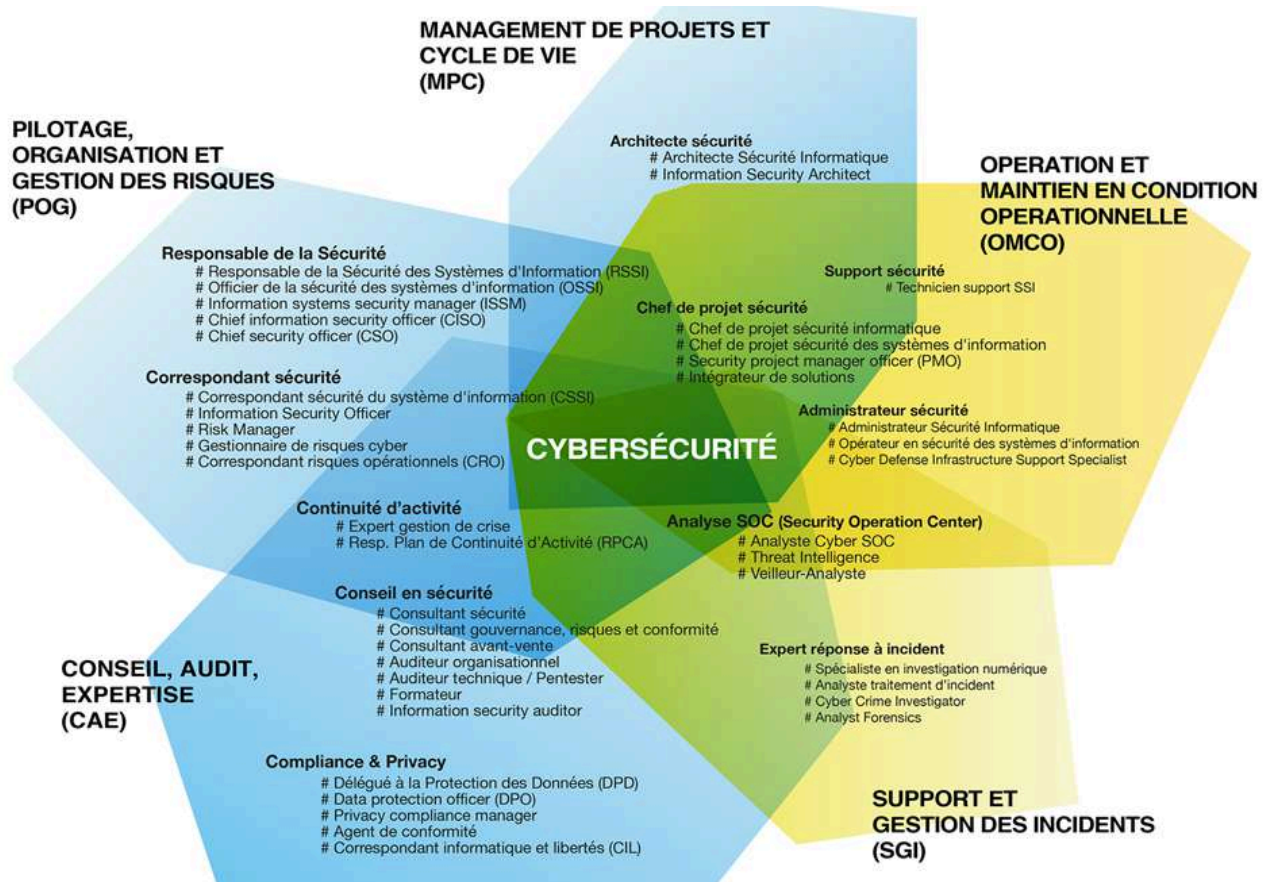 MANAGEMENT DE PROJETS ET
CYCLE DE VIE
(MPC)
PILOTAGE,
ORGANISATION ET
GESTION DES RISQUES
(POG)
Architecte sécurité
# Architecte Sécurité Informatique
# Information Security Architect
OPERATION ET
MAINTIEN EN CONDITION
OPERATIONNELLE
(OMCO)
Responsable de la Sécurité
# Responsable de la Sécurité des Systèmes d'Information (RSSI)
# Officier de la sécurité des systèmes d'information (OSSI)
# Information systems security manager (ISSM)
# Chief information security officer (CISO)
# Chief security officer (CSO)
Support sécurité
# Technicien support SSI
Chef de projet sécurité
# Chef de projet sécurité informatique
# Chef de projet sécurité des systèmes d'information
# Security project manager officer (PMO)
# Intégrateur de solutions
Correspondant sécurité
# Correspondant sécurité du système d'information (CSSI)
# Information Security Officer
# Risk Manager
# Gestionnaire de risques cyber
# Correspondant risques opérationnels (CRO)
Administrateur sécurité
# Administrateur Sécurité Informatique
# Opérateur en sécurité des systèmes d'information
# Cyber Defense Infrastructure Support Specialist
CYBERSÉCURITÉ
Continuité d'activité
# Expert gestion de crise
# Resp. Plan de Continuité d'Activité (RPCA)
Analyse SOC (Security Operation Center)
# Analyste Cyber SOC
# Threat Intelligence
# Veilleur-Analyste
Conseil en sécurité
# Consultant sécurité
# Consultant gouvernance, risques et conformité
# Consultant avant-vente
# Auditeur organisationnel
# Auditeur technique / Pentester
# Formateur
# Information security auditor
Expert réponse à incident
# Spécialiste en investigation numérique
# Analyste traitement d'incident
# Cyber Crime Investigator
# Analyst Forensics
CONSEIL, AUDIT,
EXPERTISE
(CAE)
Compliance & Privacy
# Délégué à la Protection des Données (DPD)
# Data protection officer (DPO)
# Privacy compliance manager
# Agent de conformité
# Correspondant informatique et libertés (CIL)
SUPPORT ET
GESTION DES INCIDENTS
(SGI)